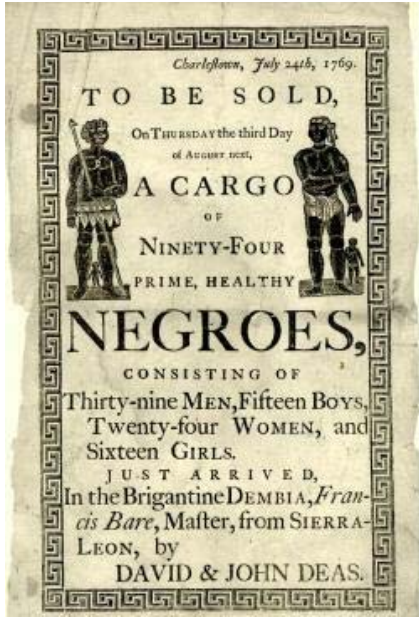 Charlestown, July 24th, 1769.
TO BE SOLD,
On THURSDAY the third Day
of AUGUST next,
A CARGO
OF
NINETY-FOUR
PRIME, HEALTHY
NEGROES,
CONSISTING OF
Thirty-nine MEN, Fifteen BOYS,
Twenty-four WOMEN, and
Sixteen GIRLS.
JUST ARRIVED,
In the Brigantine DEMBIA, Fran-
cis Bare, Master, from SIERRA-
LEON, by
DAVID & JOHN DEAS.